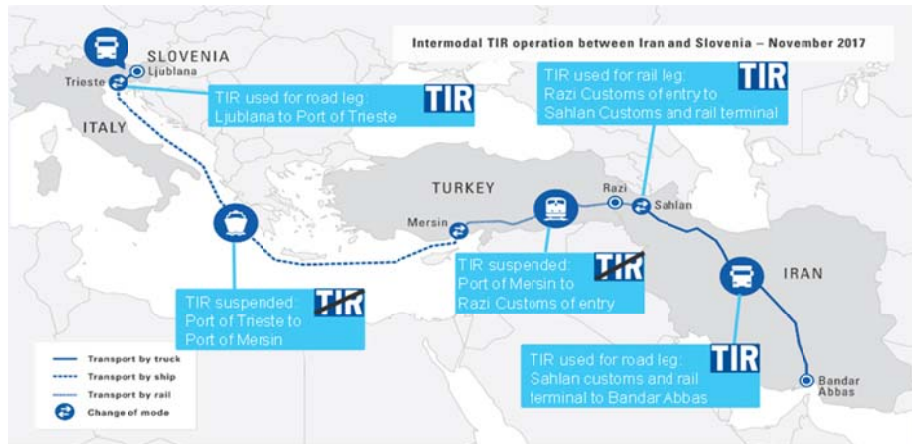 Intermodal TIR operation between Iran and Slovenia – November 2017
SLOVENIA
Ljublana
Trieste
ITALY
TIR used for road leg:
Ljublana to Port of Trieste
TIR
TIR used for rail leg:
Razi Customs of entry to
Sahlan Customs and rail terminal
TIR
TURKEY
Razi
Sahlan
Mersin
IRAN
TIR suspended:
Port of Trieste to
Port of Mersin
TIR
TIR suspended:
Port of Mersin to
Razi Customs of entry
TIR
TIR used for road leg:
Sahlan customs and rail
terminal to Bandar Abbas
TIR
Bandar
Abbas
Transport by truck
Transport by ship
Transport by rail
Change of mode